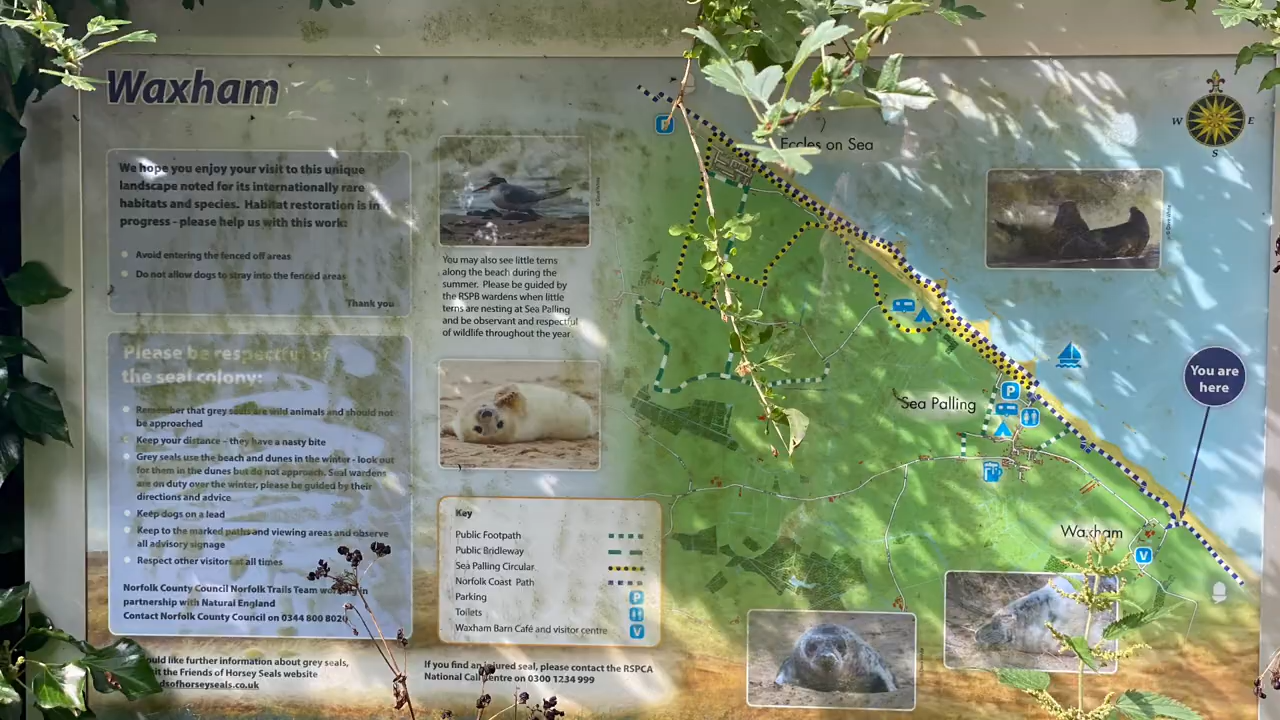 Waxham
We hope you enjoy your visit to this unique
landscape noted for its internationally rare
habitats and species. Habitat restoration is in
progress - please help us with this work:
Avoid entering the fenced off areas
Do not allow dogs to stray into the fenced areas
Thank you
Please be respectful of
the seal colony:
Remember that grey seals are wild animals and should not
be approached
Keep your distance - they have a nasty bite
Grey seals use the beach and dunes in the winter - look out
for them in the dunes but do not approach. Seal wardens
are on duty over the winter, please be guided by their
directions and advice
Keep dogs on a lead
Keep to the marked paths and viewing areas and observe
all advisory signage
Respect other visitors at all times
Norfolk County Council Norfolk Trails Team
partnership with Natural England
Contact Norfolk County Council on 0344 800 8020
like further information about grey seals,
the Friends of Horsey Seals website
dsofhorseyseals.co.uk
You may also see little terns
along the beach during the
summer. Please be guided by
the RSPB wardens when little
terns are nesting at Sea Palling
and be observant and respectful
of wildlife throughout the year.
Key
Public Footpath
Public Bridleway
Sea Palling Circular
Norfolk Coast Path
Parking P
Toilets
Waxham Barn Café and visitor centre V
If you find an injured seal, please contact the RSPCA
National Call Centre on 0300 1234 999
P
Eccles on Sea
W E
S
P
Sea Palling
You are
here
Waxham
V